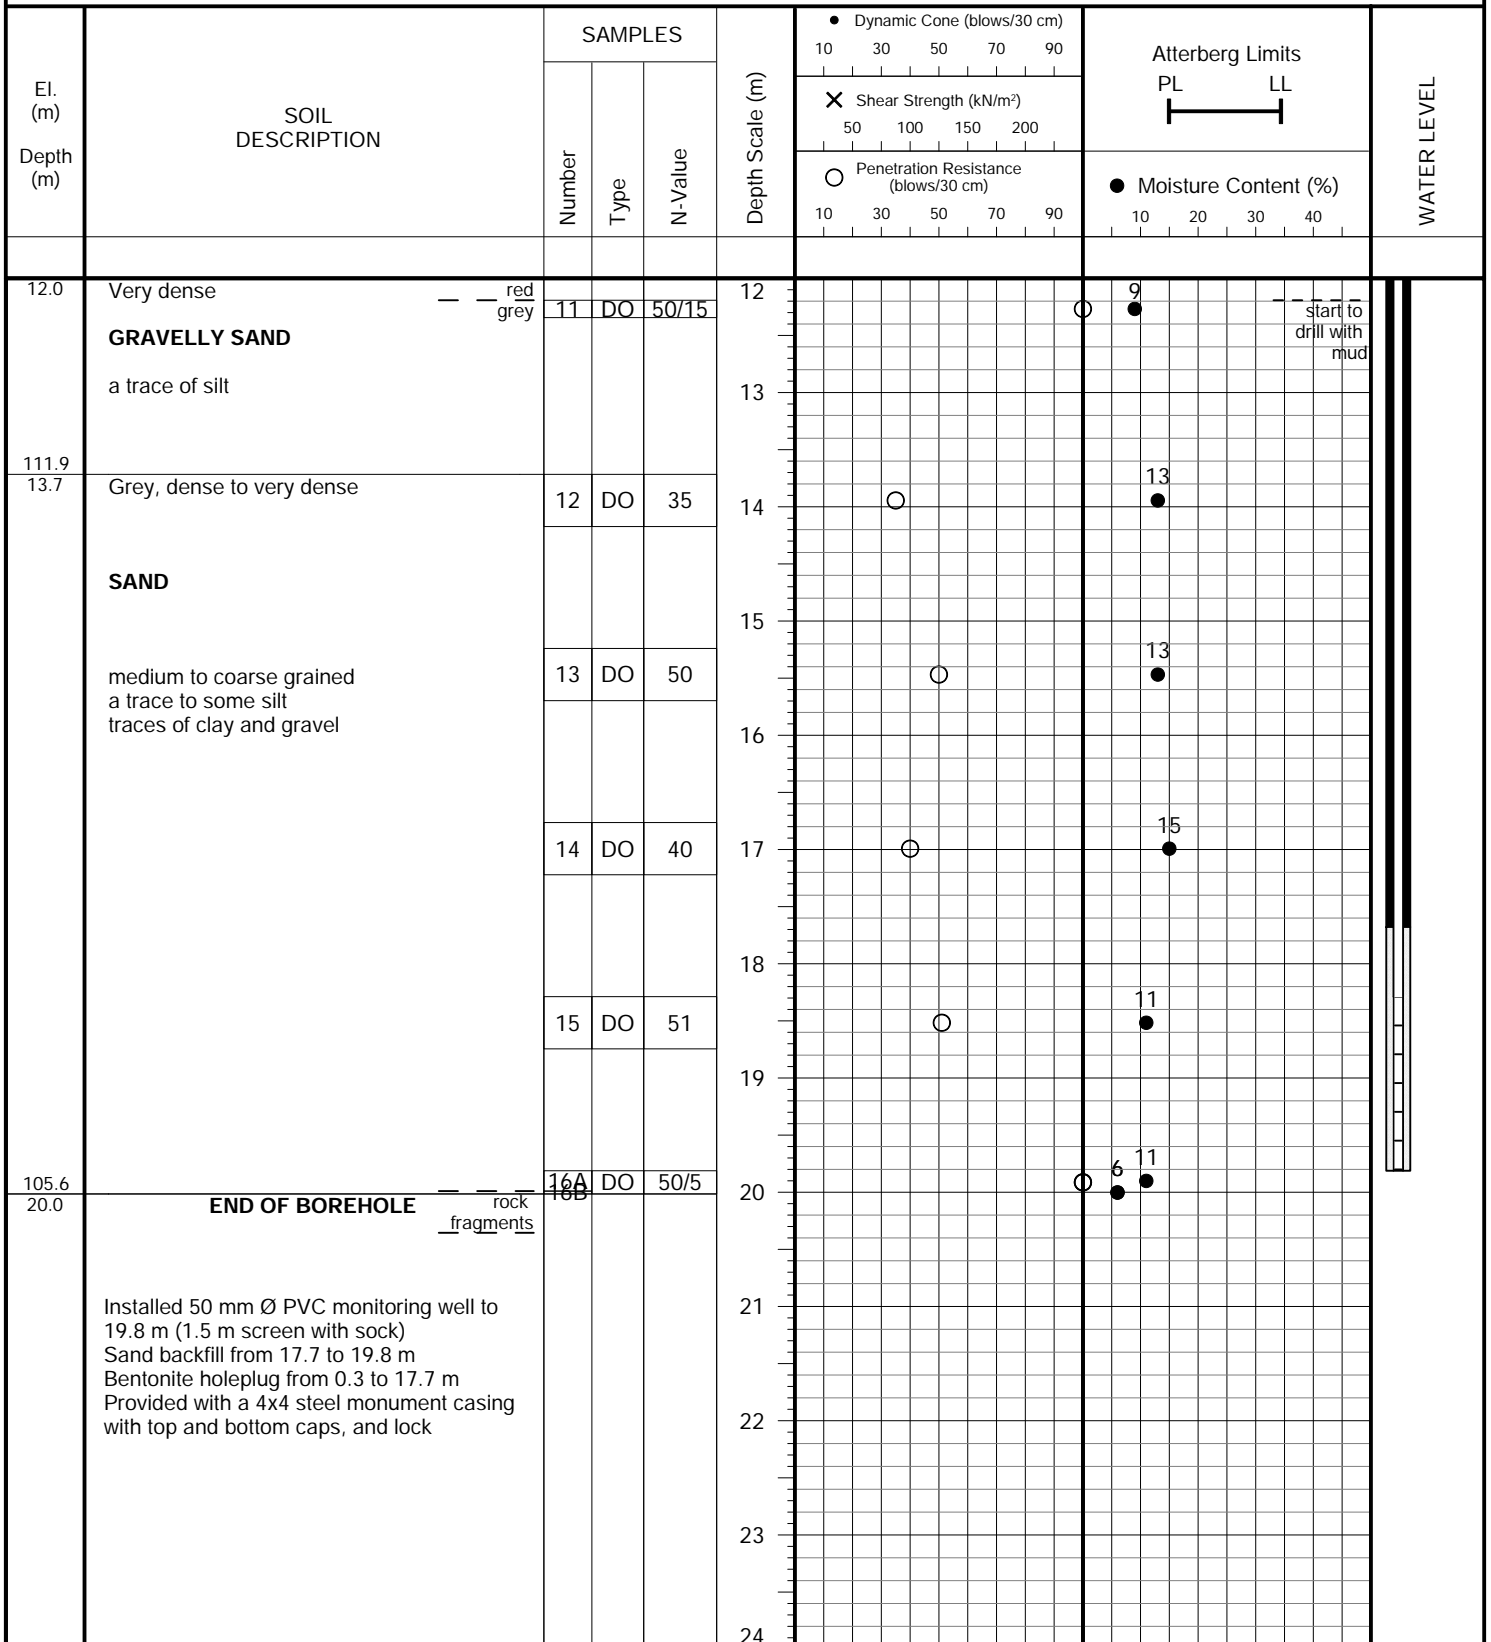 El.
(m)
Depth
(m)
SOIL
DESCRIPTION
SAMPLES
Number
Type
N-Value
Depth Scale (m)
Dynamic Cone (blows/30 cm)
10 30 50 70 90
Shear Strength (kN/m²)
50 100 150 200
Penetration Resistance
(blows/30 cm)
10 30 50 70 90
Atterberg Limits
PL LL
Moisture Content (%)
10 20 30 40
WATER LEVEL
12.0 Very dense red 12 9
grey 11 DO 50/15 start to
drill with
mud
GRAVELLY SAND
a trace of silt 13
111.9
13.7 Grey, dense to very dense 13
12 DO 35 14
SAND
15
13
medium to coarse grained 13 DO 50
a trace to some silt
traces of clay and gravel
16
15
14 DO 40 17
18
11
15 DO 51
19
6 11
105.6 16A DO 50/5
16B 20
20.0 END OF BOREHOLE rock
fragments
Installed 50 mm Ø PVC monitoring well to 21
19.8 m (1.5 m screen with sock)
Sand backfill from 17.7 to 19.8 m
Bentonite holeplug from 0.3 to 17.7 m
Provided with a 4x4 steel monument casing
with top and bottom caps, and lock 22
23
24